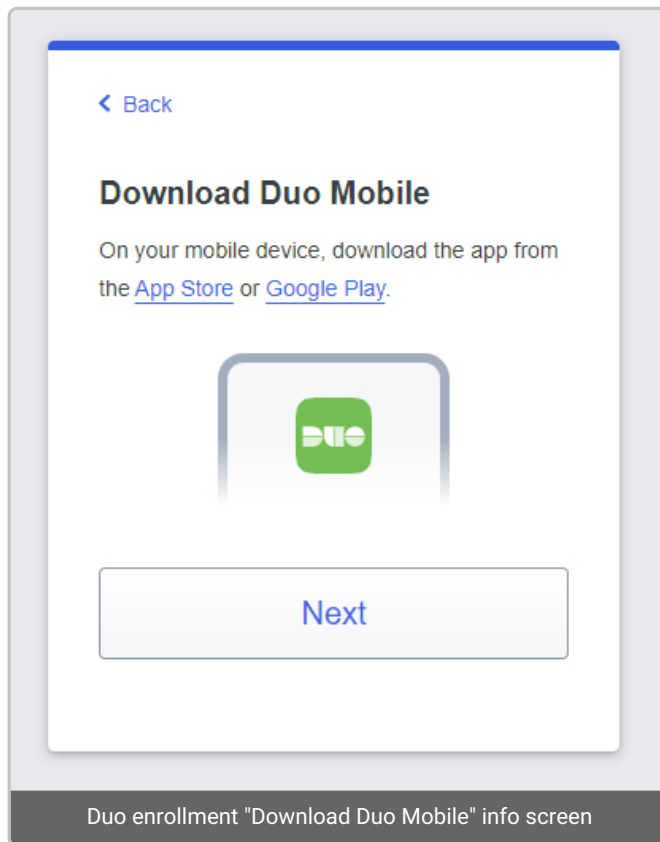 Back
Download Duo Mobile
On your mobile device, download the app from
the App Store or Google Play.
DUO
Next
Duo enrollment "Download Duo Mobile" info screen